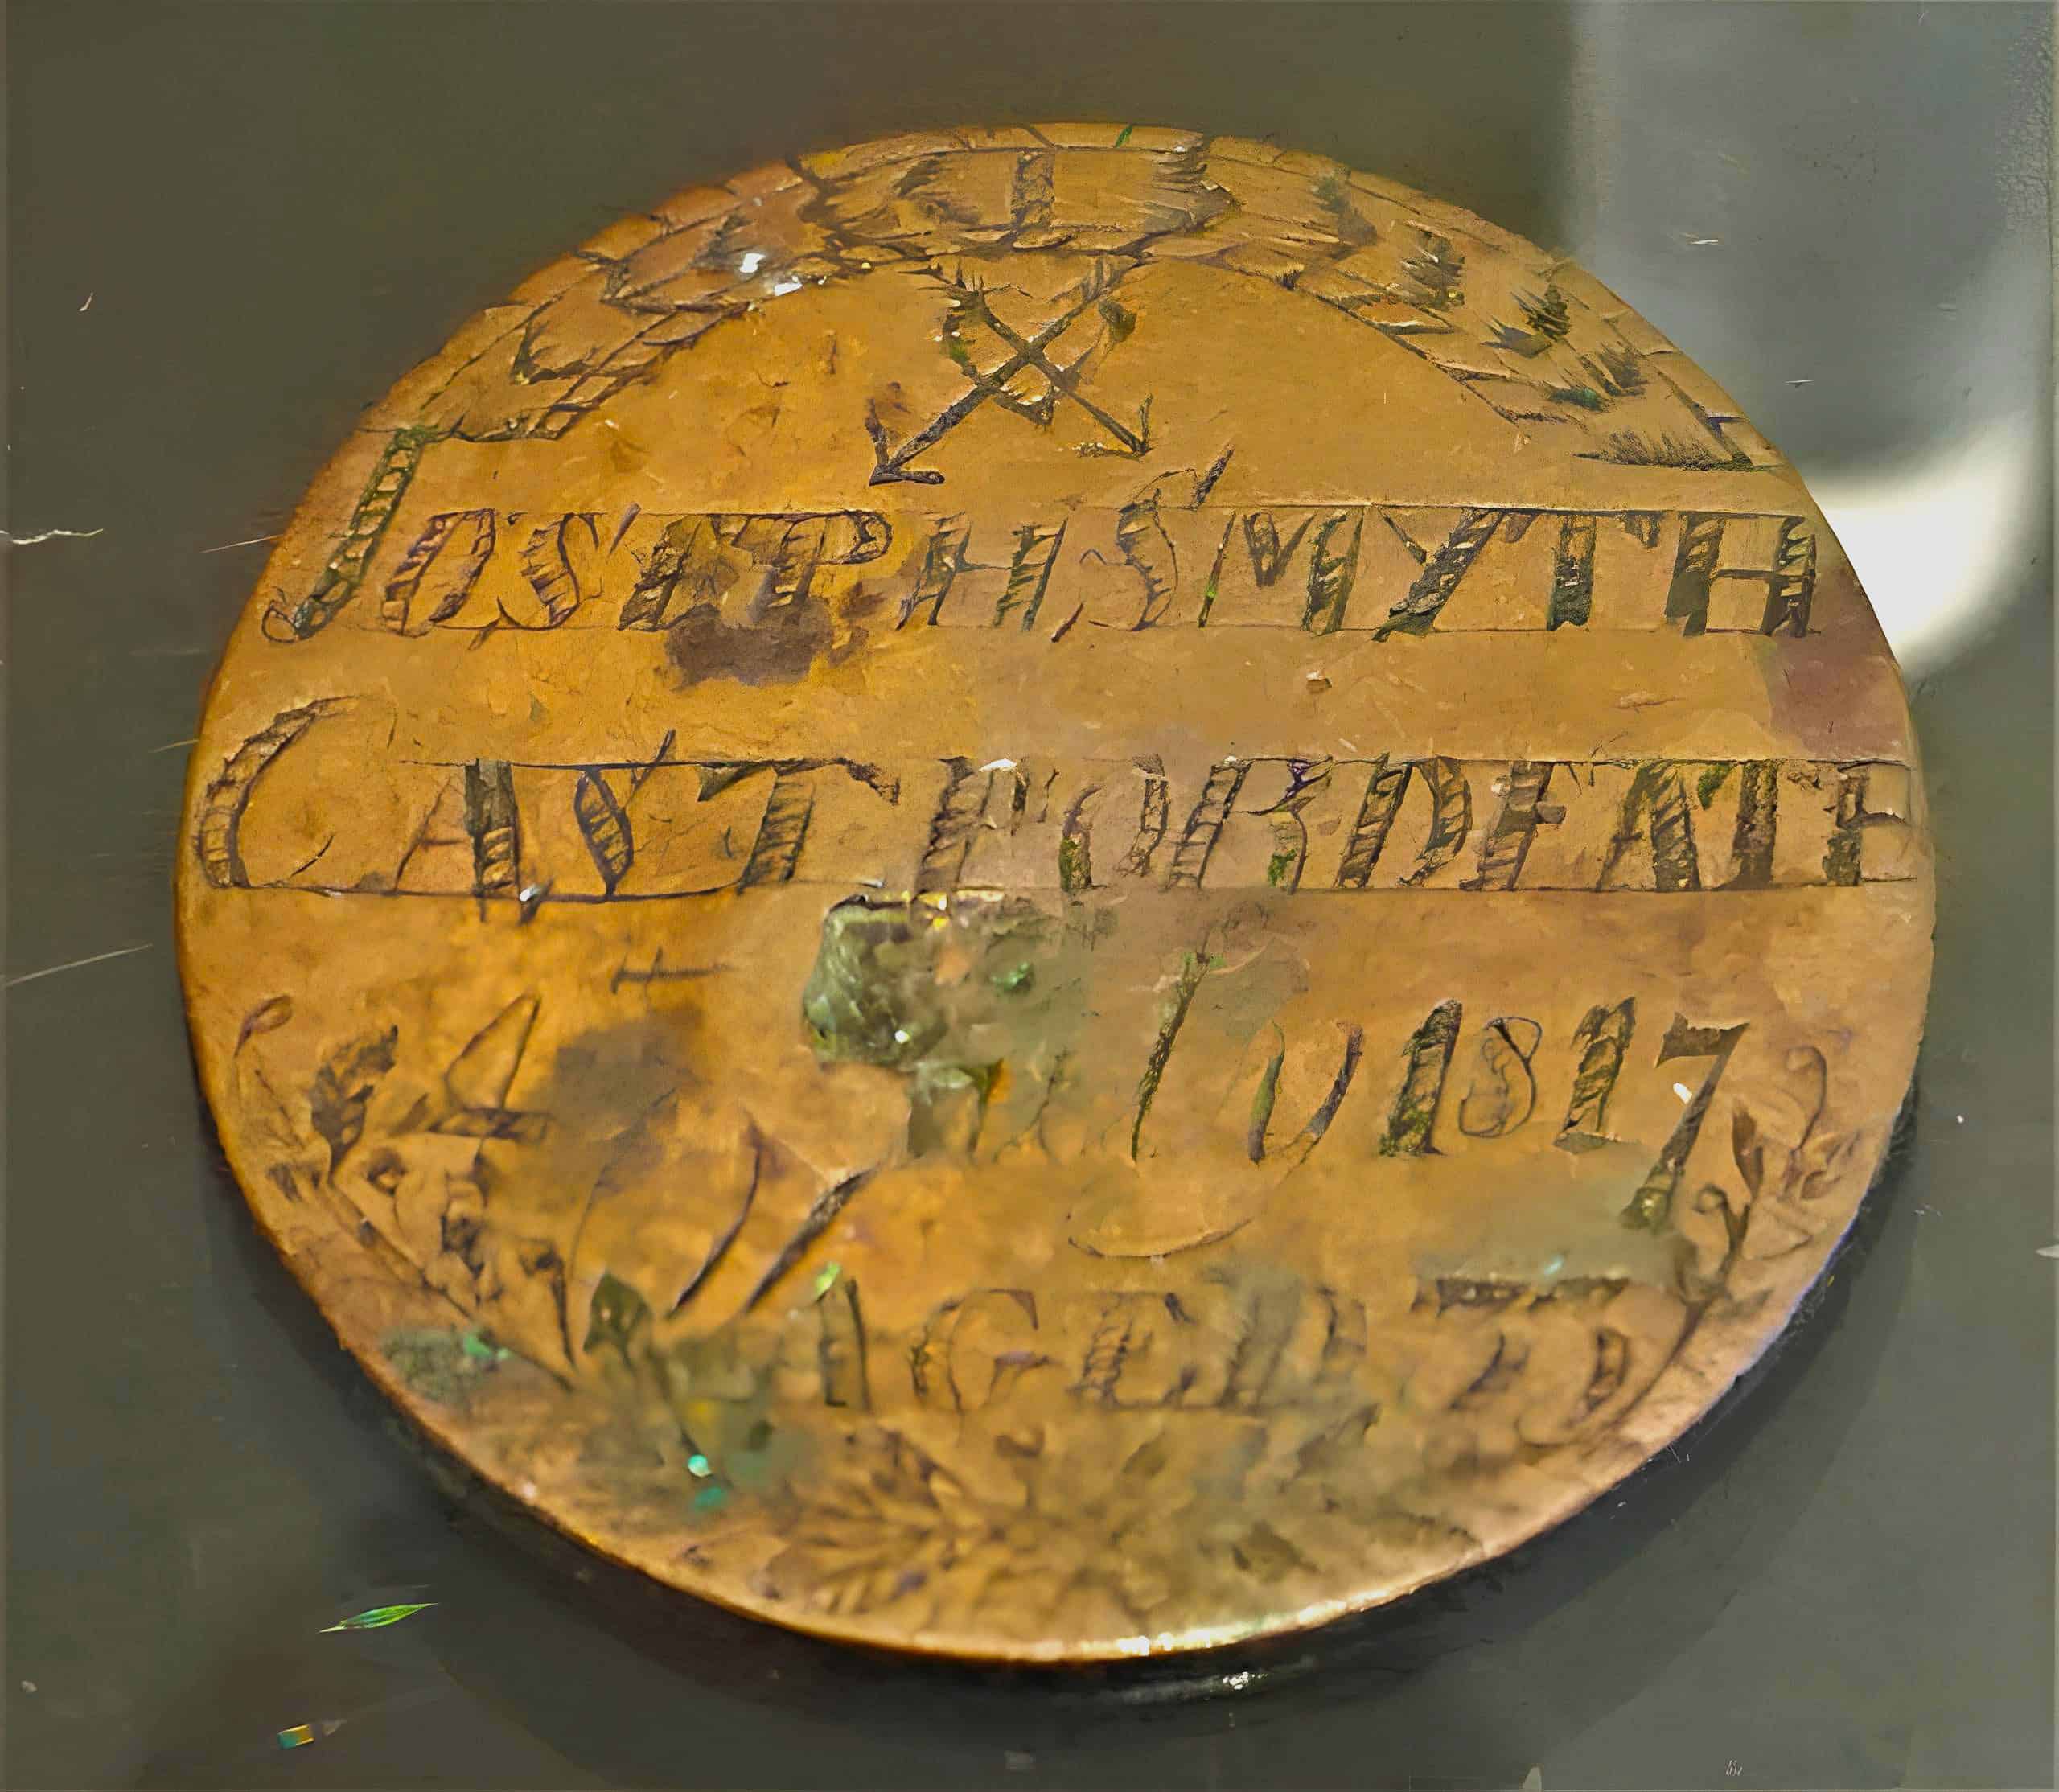 JOSEPH SMYTH
CAST FOR DEATH
4 1817
AGED